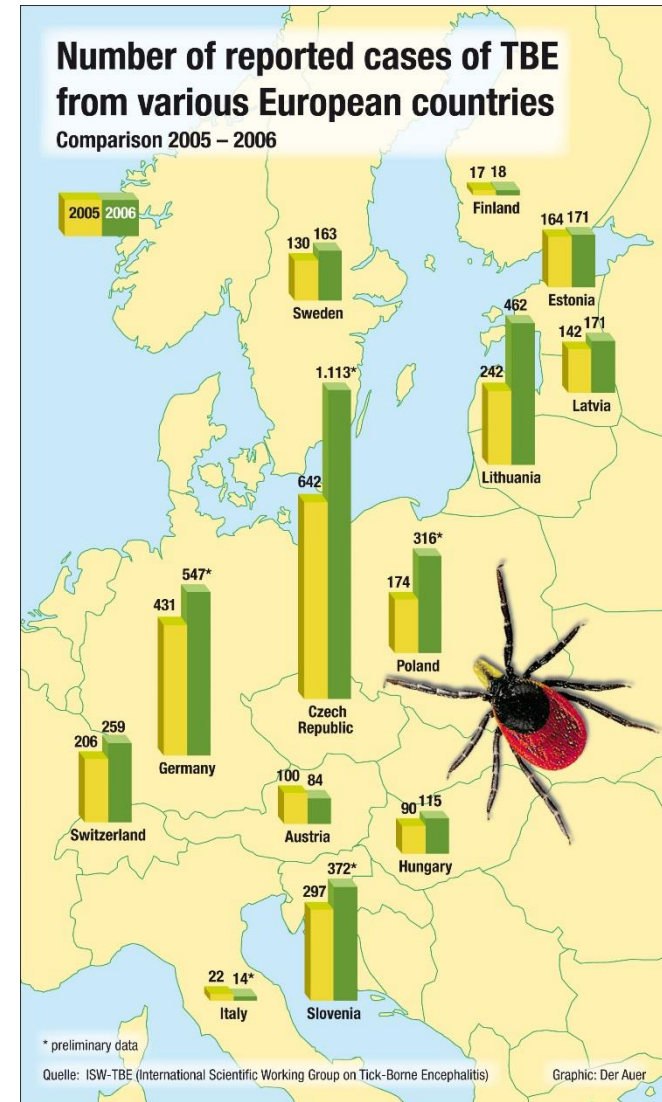 Number of reported cases of TBE
from various European countries
Comparison 2005 – 2006
2005 2006
17 18
Finland
130 163
Sweden
164 171
Estonia
142 171
Latvia
242 462
Lithuania
642 1.113*
Czech
Republic
174 316*
Poland
431 547*
Germany
206 259
Switzerland
100 84
Austria
90 115
Hungary
297 372*
Slovenia
22 14*
Italy
* preliminary data
Quelle: ISW-TBE (International Scientific Working Group on Tick-Borne Encephalitis) Graphic: Der Auer